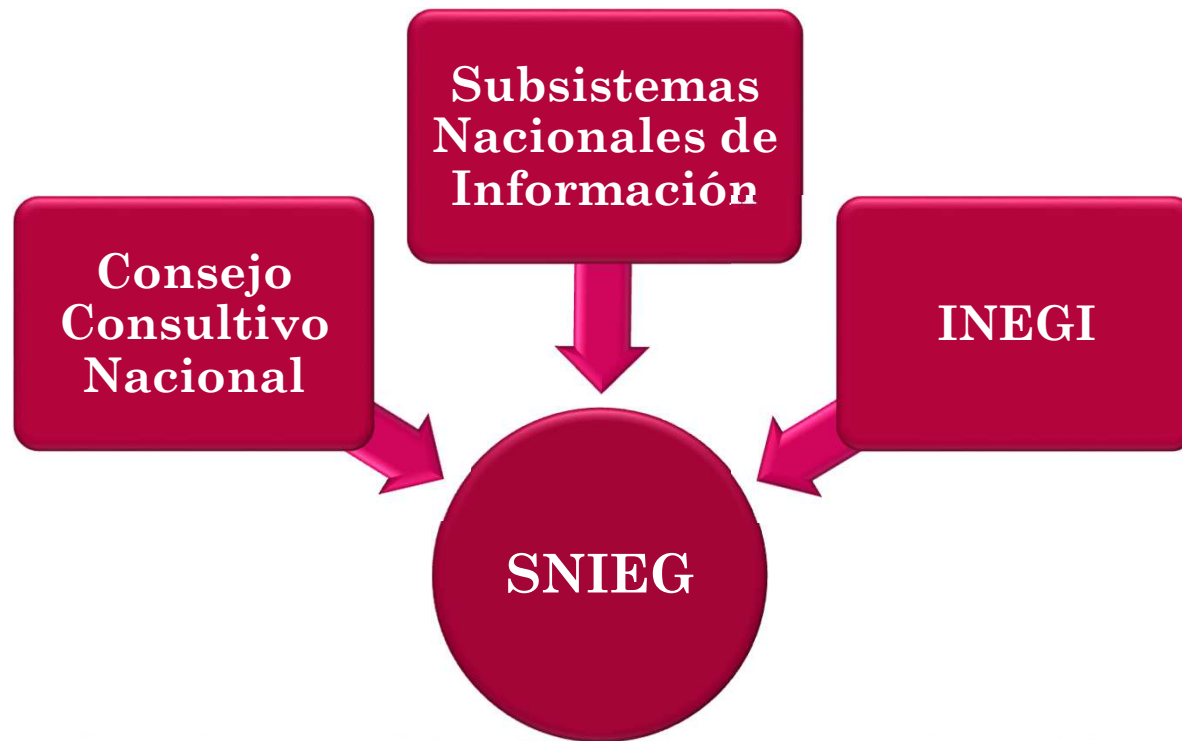 Subsistemas
Nacionales de
Información
Consejo
Consultivo
Nacional
INEGI
SNIEG